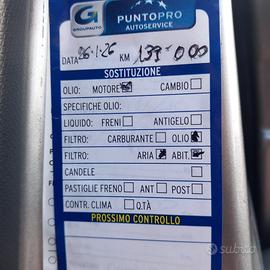 G GROUPAUTO
PUNTOPRO
AUTOSERVICE
DATA 26-1-26 KM 133-000
SOSTITUZIONE
OLIO: MOTORE CAMBIO
SPECIFICHE OLIO:
LIQUIDO: FRENI ANTIGELO
FILTRO: CARBURANTE OLIO
FILTRO: ARIA ABIT.
CANDELE
PASTIGLIE FRENO ANT POST
CONTR. CLIMA Q.TÀ
PROSSIMO CONTROLLO
subito